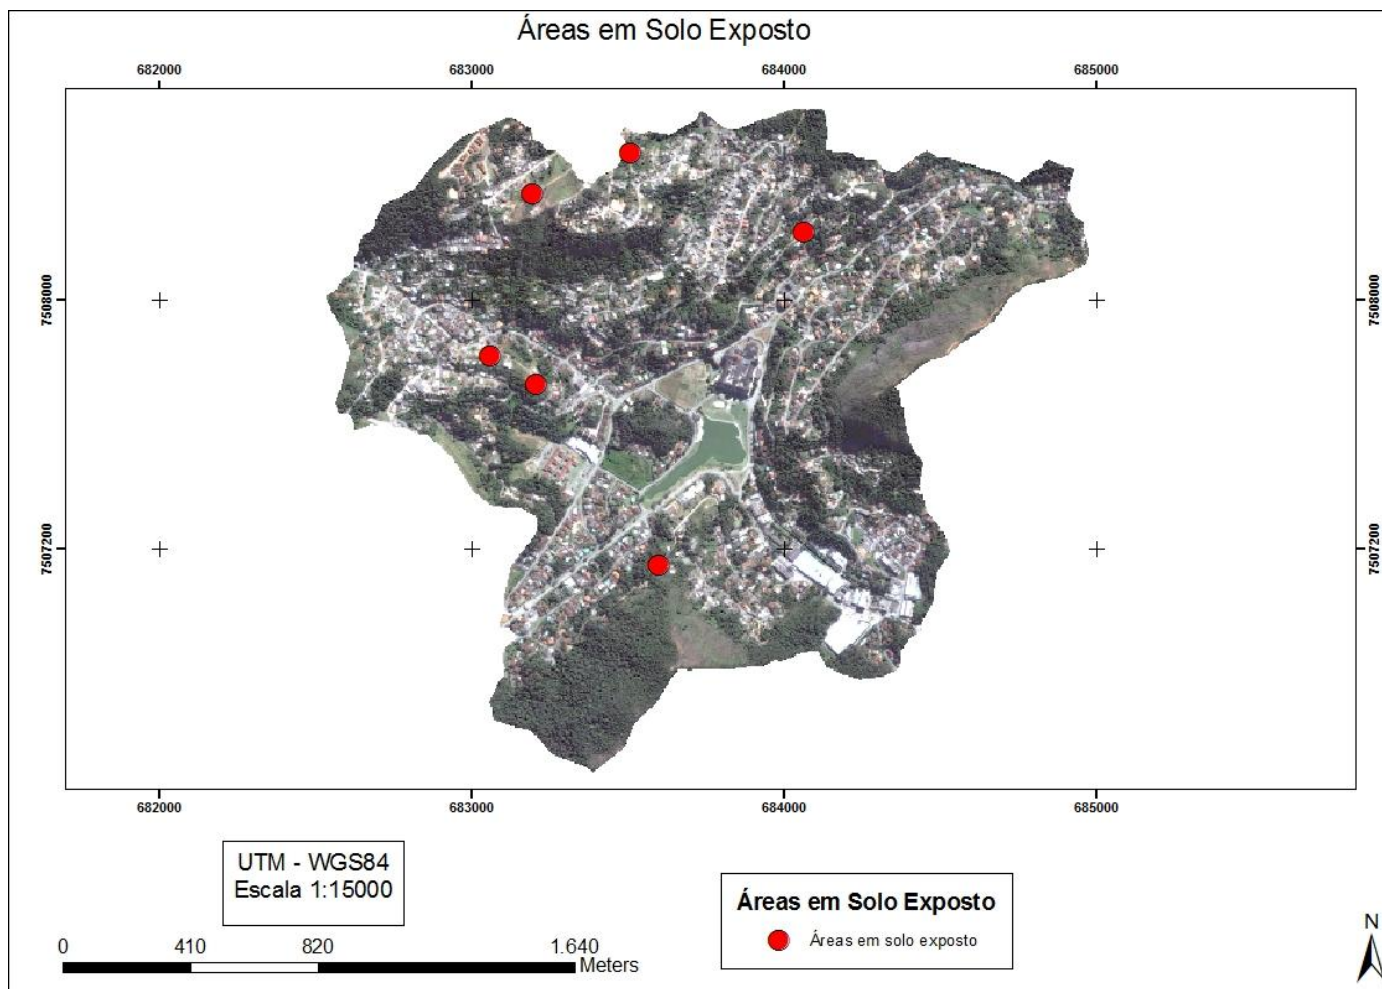 Áreas em Solo Exposto
682000 683000 684000 685000
7508000 7508000
7507200 7507200
682000 683000 684000 685000
UTM - WGS84
Escala 1:15000
0 410 820 1.640
Meters
Áreas em Solo Exposto
Áreas em solo exposto
N